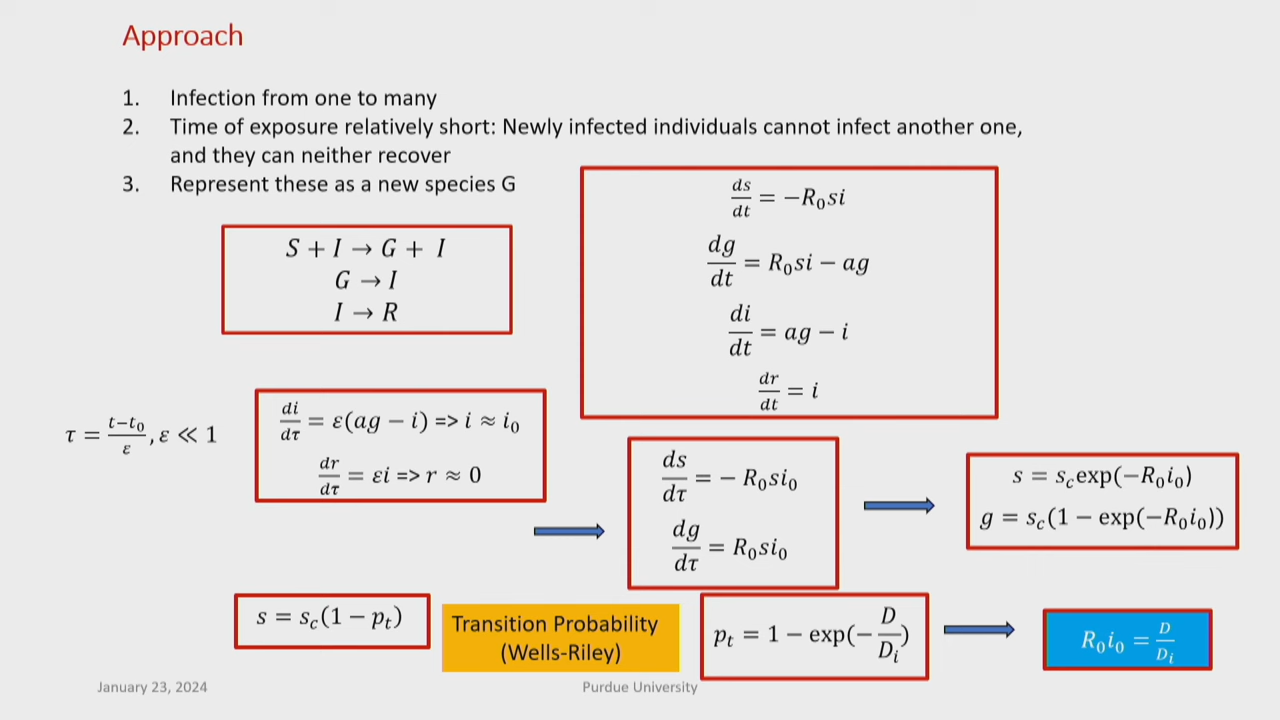 Approach
1. Infection from one to many
2. Time of exposure relatively short: Newly infected individuals cannot infect another one,
and they can neither recover
3. Represent these as a new species G
S + I → G + I
G → I
I → R
ds/dt = −R₀si
dg/dt = R₀si − ag
di/dt = ag − i
dr/dt = i
τ = (t−t₀)/ε, ε ≪ 1
di/dτ = ε(ag − i) => i ≈ i₀
dr/dτ = εi => r ≈ 0
ds/dτ = − R₀si₀
dg/dτ = R₀si₀
s = s_c exp(−R₀i₀)
g = s_c(1 − exp(−R₀i₀))
s = s_c(1 − p_t)
Transition Probability
(Wells-Riley)
p_t = 1 − exp(−D/D_i)
R₀i₀ = D/D_i
January 23, 2024
Purdue University